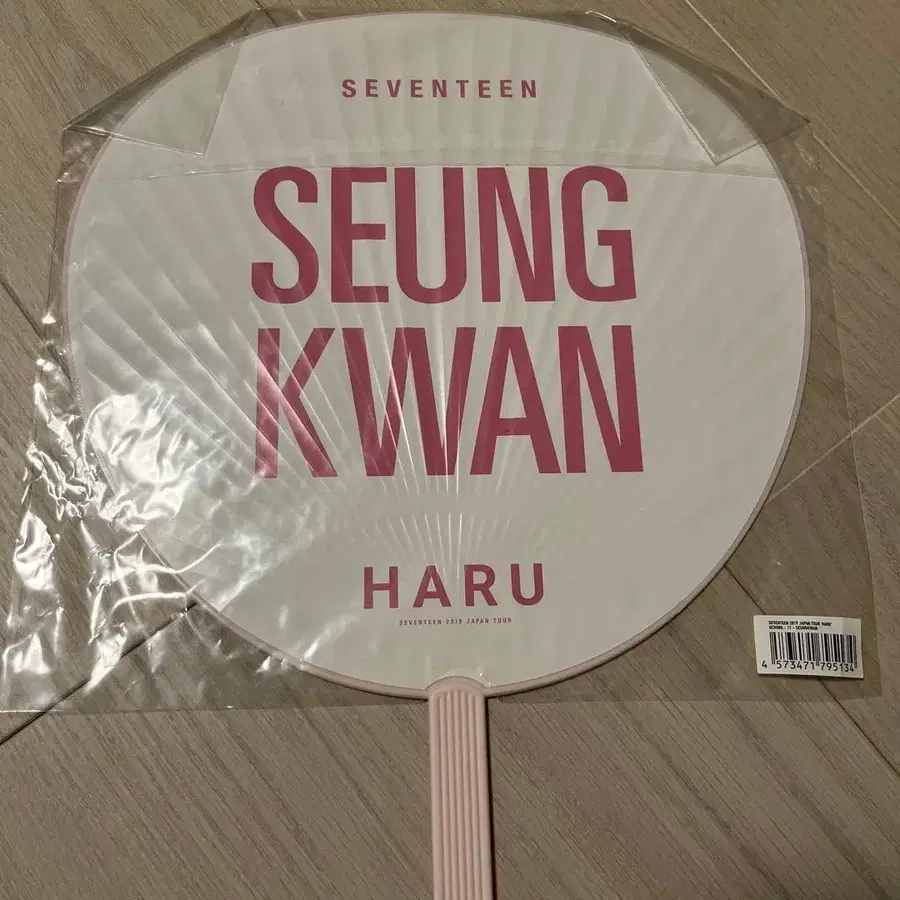 SEVENTEEN
SEUNG
KWAN
HARU
SEVENTEEN 2019 JAPAN TOUR
SEVENTEEN 2019 JAPAN TOUR 'HARU'
UCHIWA - 11 - SEUNGKWAN
4 573471 795134